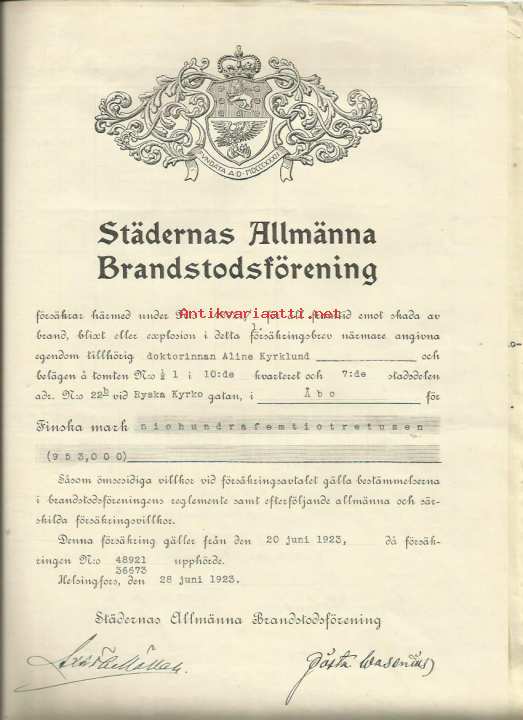 FVNDATA A·D·MDCCCXXXII
Städernas Allmänna
Brandstodsförening
Antikvariaatti.net
försäkrar härmed under emot skada av
brand, blixt eller explosion i detta försäkringsbrev närmare angivna
egendom tillhörig doktorinnan Aline Kyrklund och
belägen å tomten N:o ½ 1 i 10:de kvarteret och 7:de stadsdelen
adr. N:o 22b vid Ryska Kyrko gatan, i Åbo för
Finska mark niohundrafemtiotretusen
(953,000)
Såsom ömsesidiga villkor vid försäkringsavtalet gälla bestämmelserna
i brandstodsföreningens reglemente samt efterföljande allmänna och sär-
skilda försäkringsvillkor.
Denna försäkring gäller från den 20 juni 1923, då försäk-
ringen N:o 48921 upphörde.
36673
Helsingfors, den 28 juni 1923.
Städernas Allmänna Brandstodsförening
Gösta Wasenius